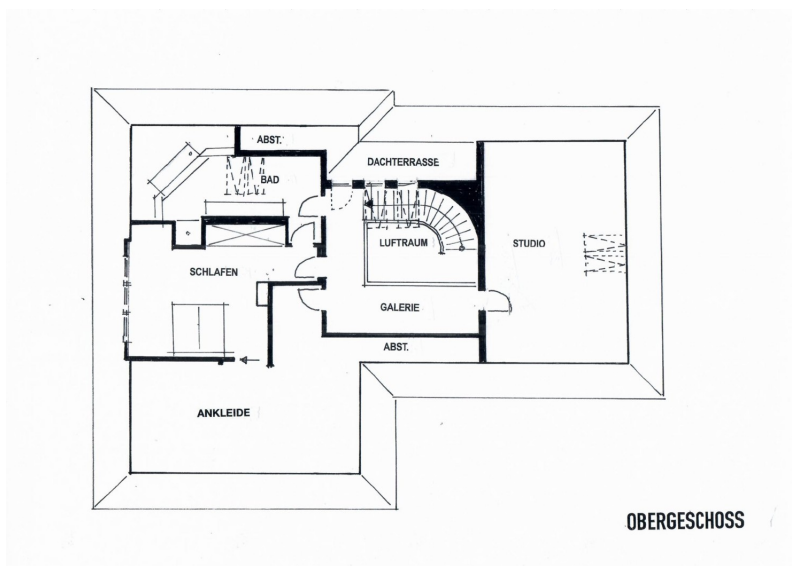 ABST.
DACHTERRASSE
BAD
LUFTRAUM
STUDIO
SCHLAFEN
GALERIE
ABST.
ANKLEIDE
OBERGESCHOSS